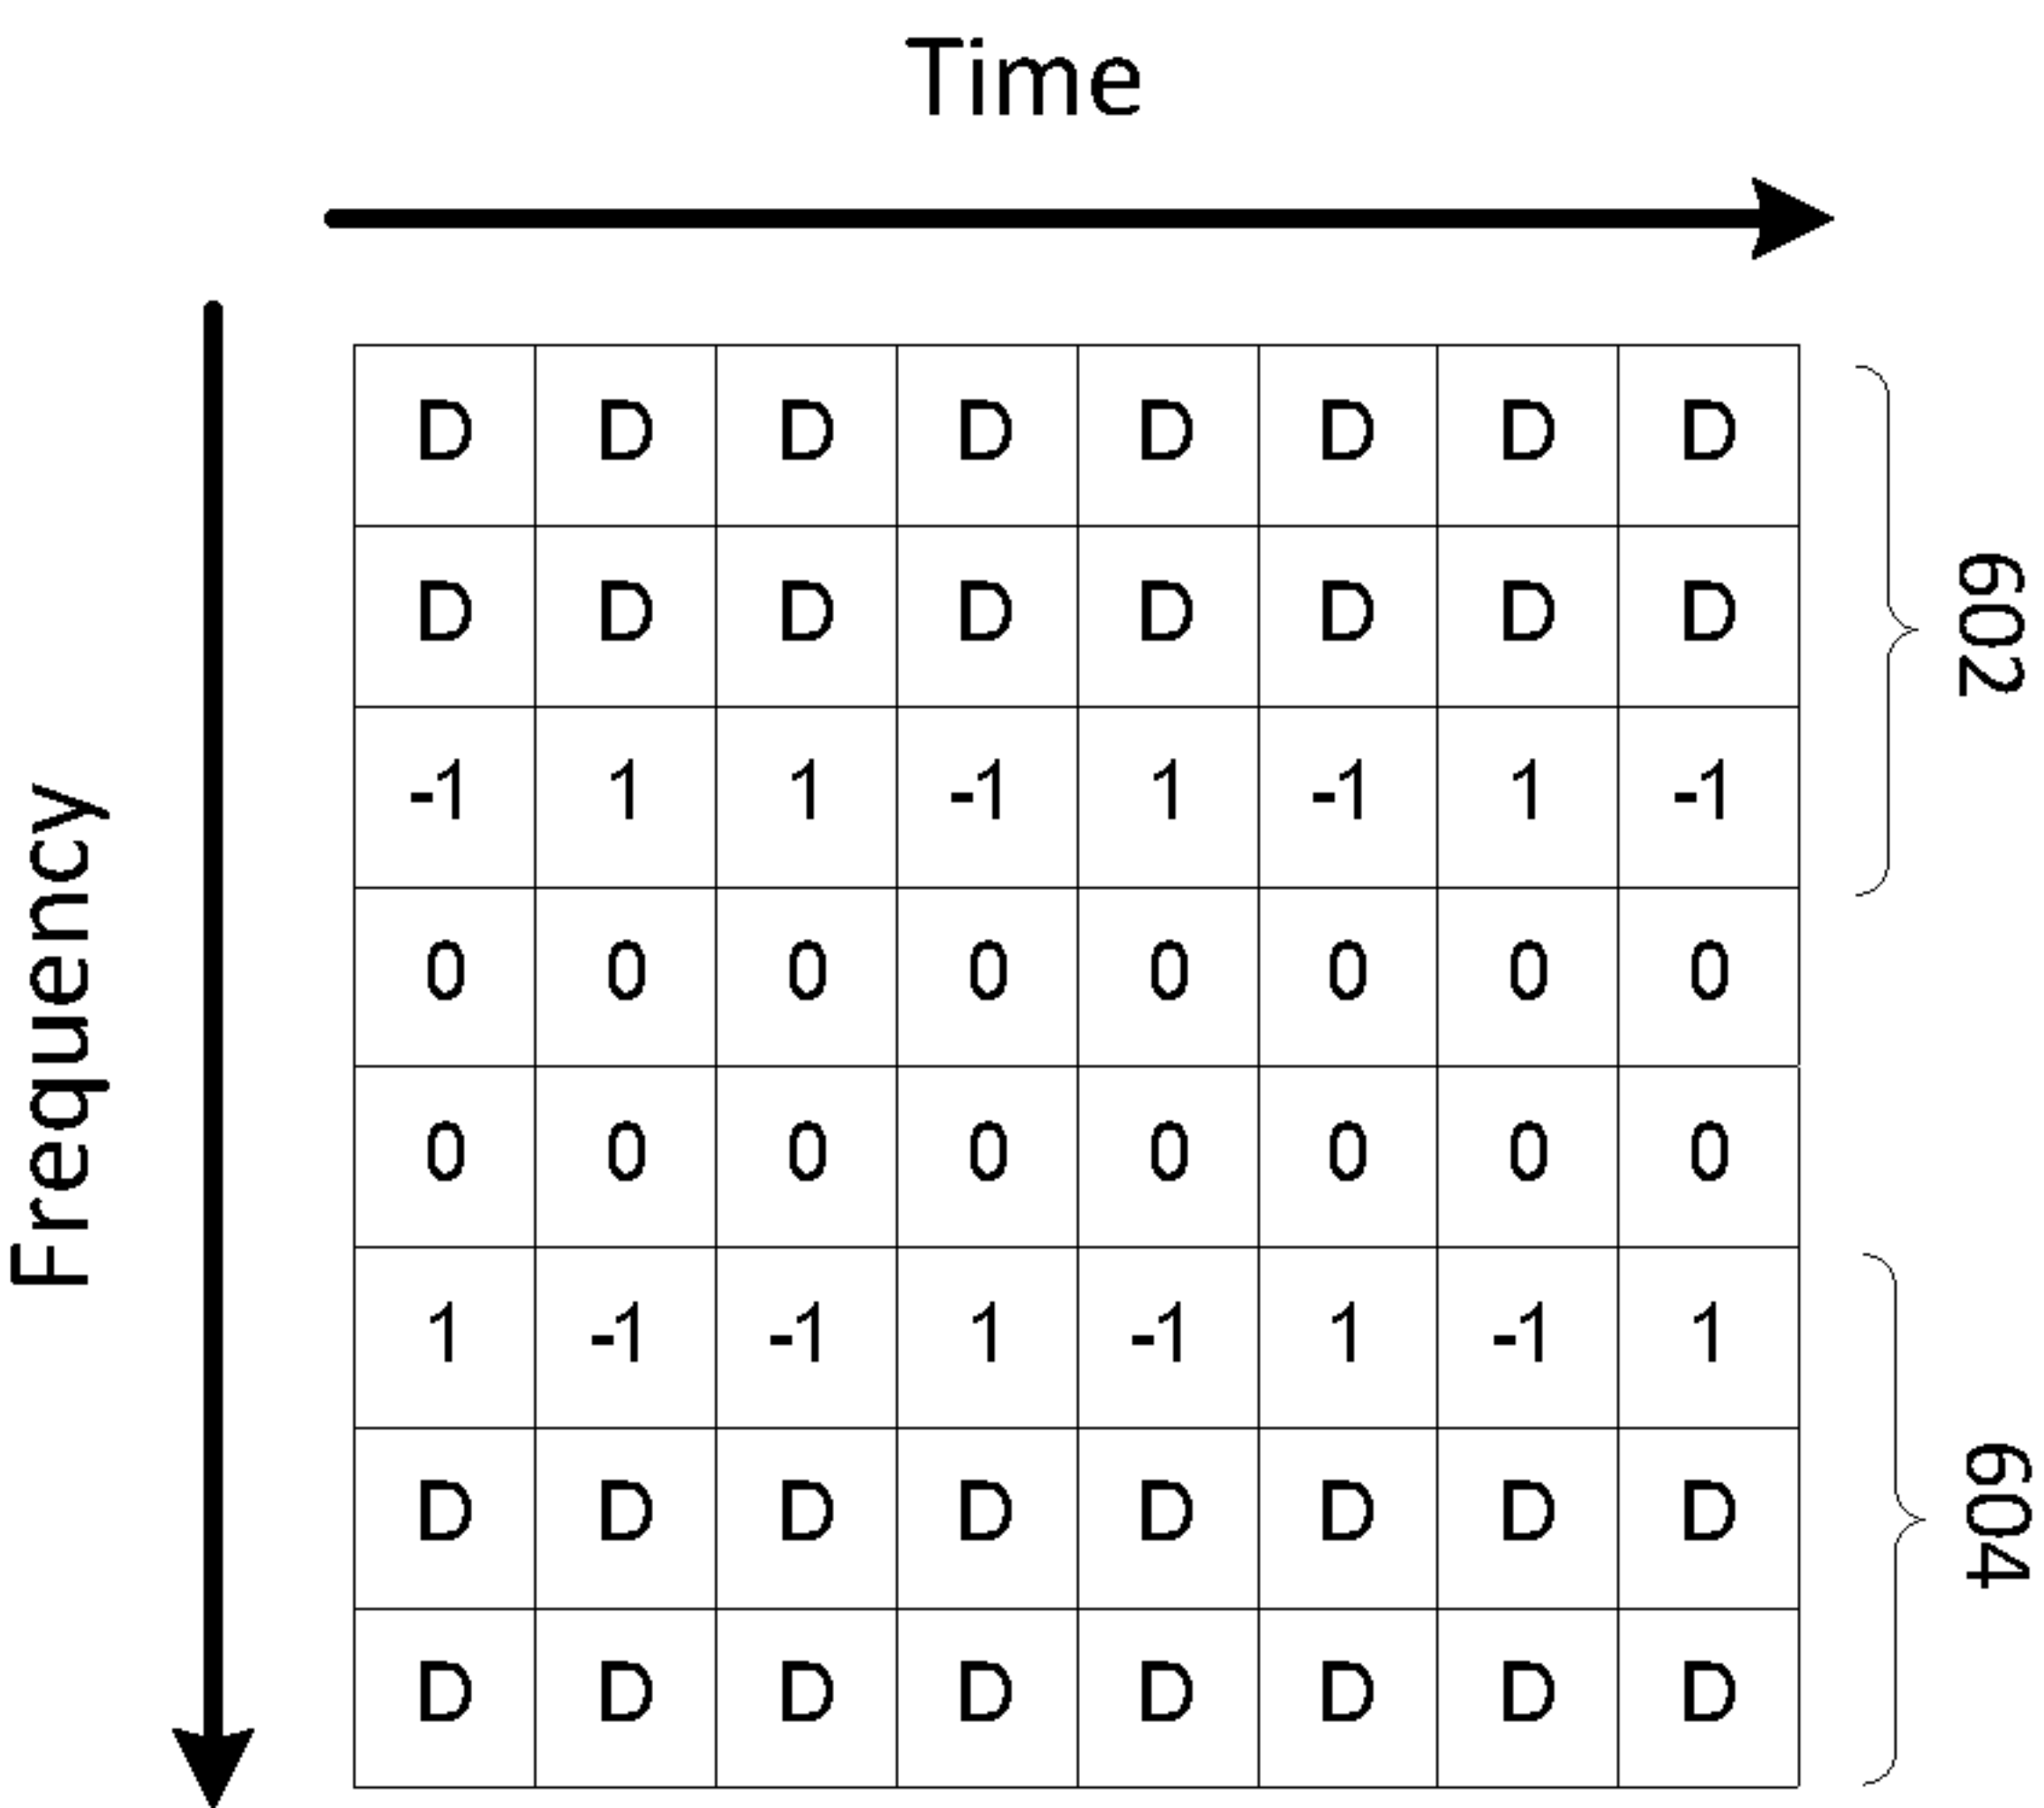 Time
Frequency
D D D D D D D D
D D D D D D D D
-1 1 1 -1 1 -1 1 -1
602
0 0 0 0 0 0 0 0
0 0 0 0 0 0 0 0
1 -1 -1 1 -1 1 -1 1
D D D D D D D D
D D D D D D D D
604